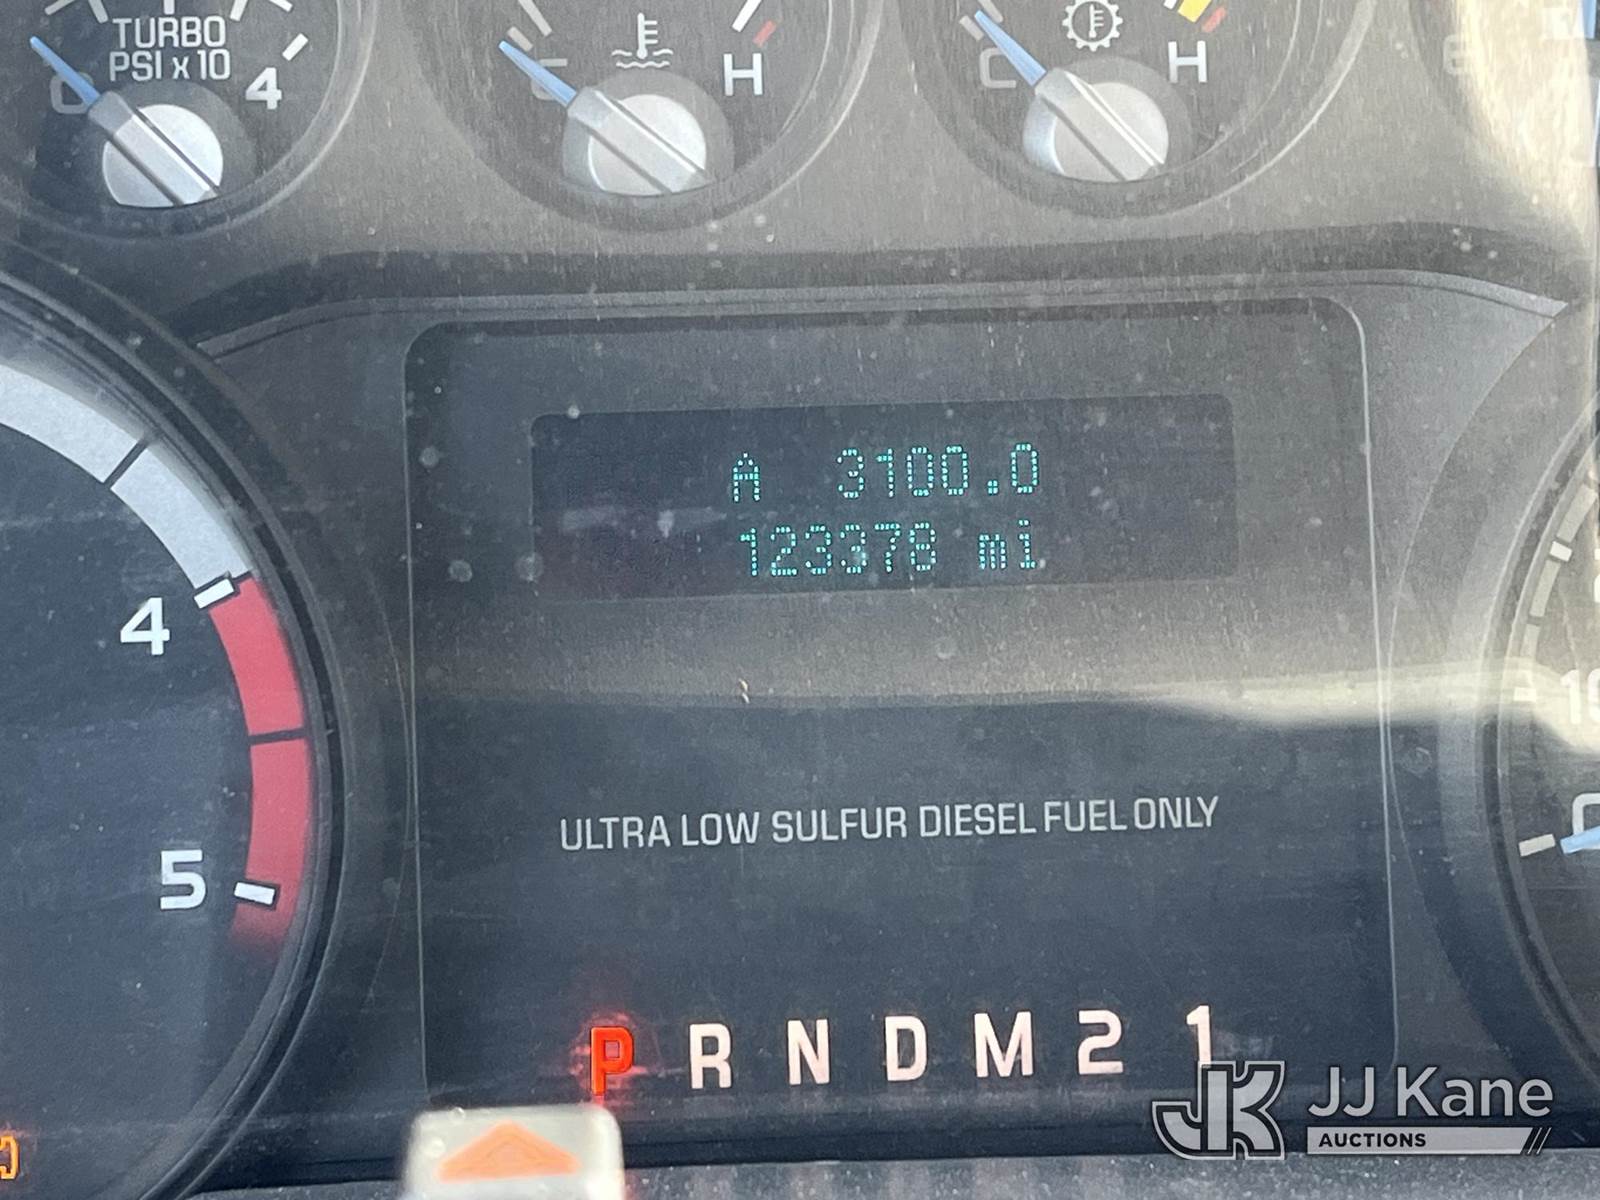 TURBO
PSI x 10
0
4
C
H
C
H
A 3100.0
123378 mi
4
5
ULTRA LOW SULFUR DIESEL FUEL ONLY
P R N D M 2 1
JJ Kane
AUCTIONS